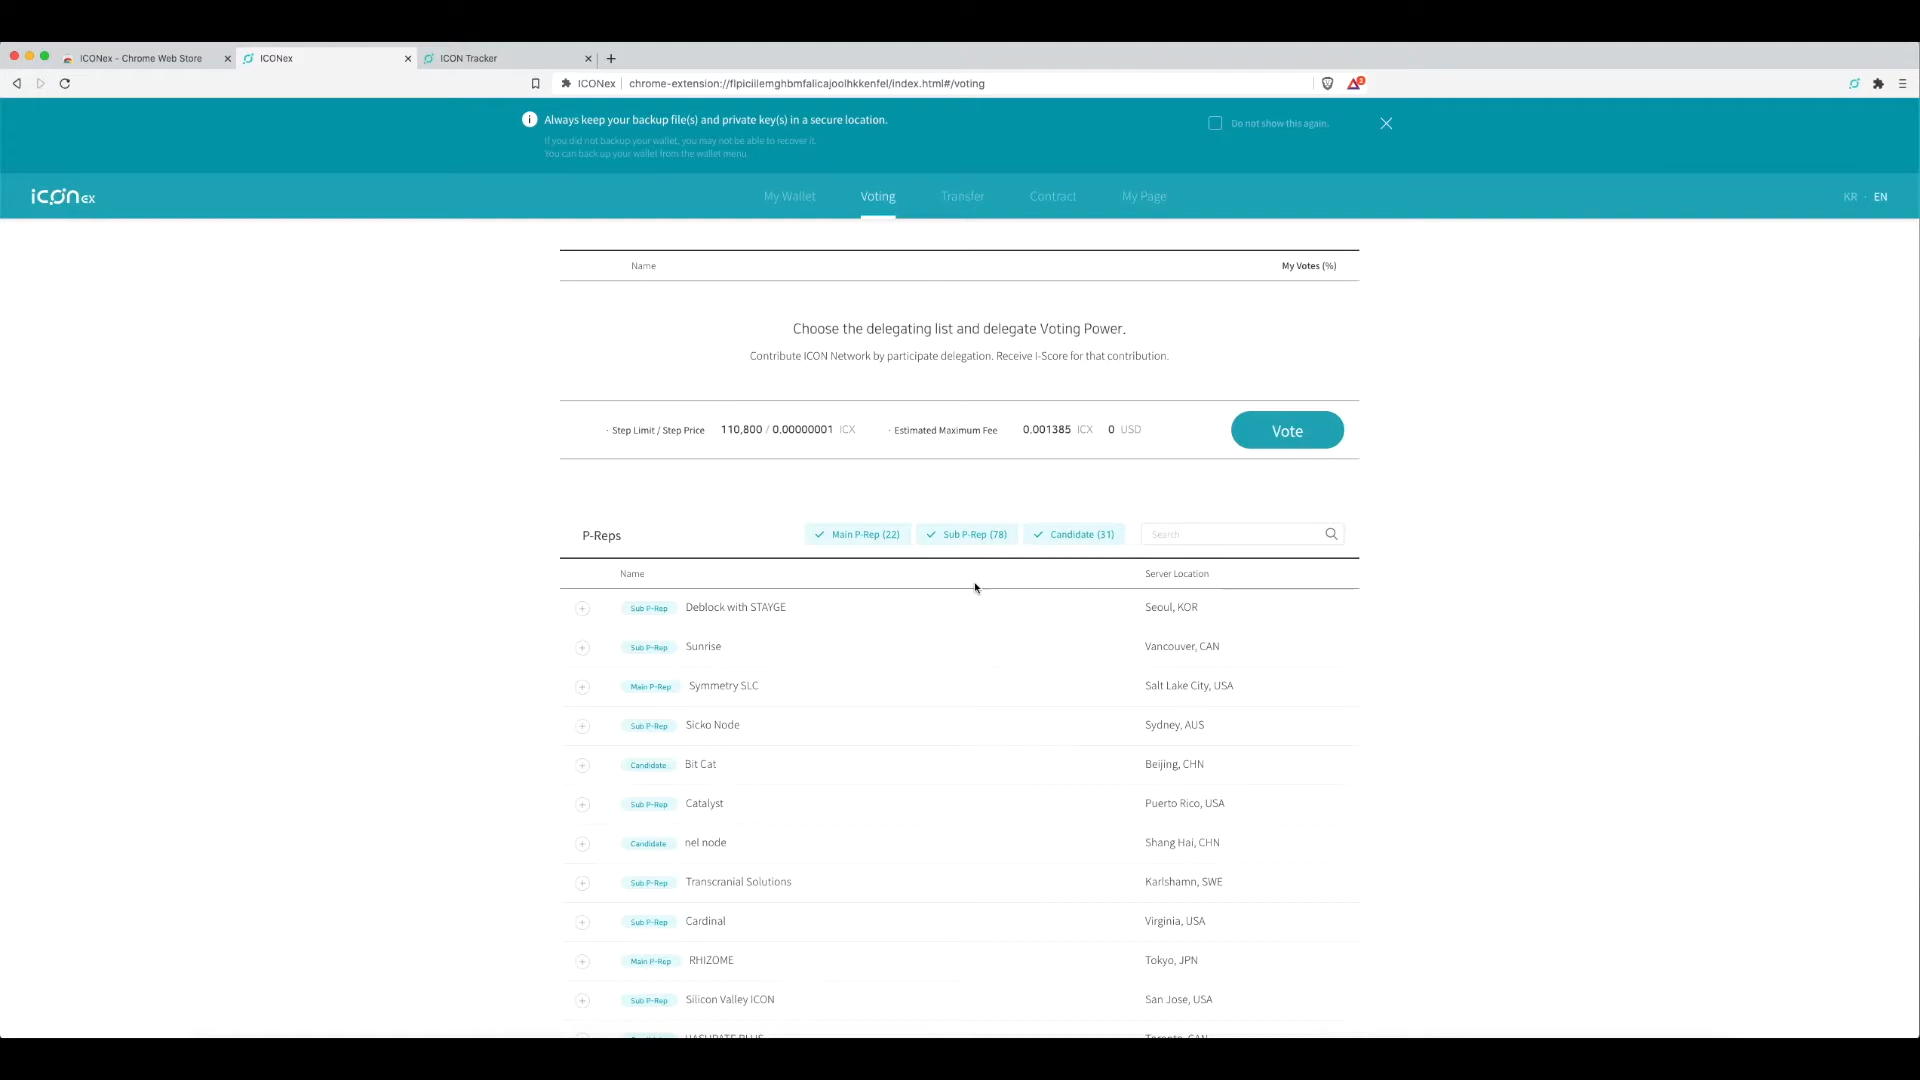 ICONex - Chrome Web Store
ICONex
ICON Tracker
ICONex
chrome-extension://flpiciilemghbmfalicajoolhkkenfel/index.html#/voting
Always keep your backup file(s) and private key(s) in a secure location.
If you did not backup your wallet, you may not be able to recover it.
You can back up your wallet from the wallet menu.
Do not show this again.
ICON ex
My Wallet
Voting
Transfer
Contract
My Page
KR · EN
Name
My Votes (%)
Choose the delegating list and delegate Voting Power.
Contribute ICON Network by participate delegation. Receive I-Score for that contribution.
· Step Limit / Step Price 110,800 / 0.00000001 ICX
· Estimated Maximum Fee 0.001385 ICX 0 USD
Vote
P-Reps
Main P-Rep (22)
Sub P-Rep (78)
Candidate (31)
Search
Name
Server Location
Sub P-Rep Deblock with STAYGE Seoul, KOR
Sub P-Rep Sunrise Vancouver, CAN
Main P-Rep Symmetry SLC Salt Lake City, USA
Sub P-Rep Sicko Node Sydney, AUS
Candidate Bit Cat Beijing, CHN
Sub P-Rep Catalyst Puerto Rico, USA
Candidate nel node Shang Hai, CHN
Sub P-Rep Transcranial Solutions Karlshamn, SWE
Sub P-Rep Cardinal Virginia, USA
Main P-Rep RHIZOME Tokyo, JPN
Sub P-Rep Silicon Valley ICON San Jose, USA